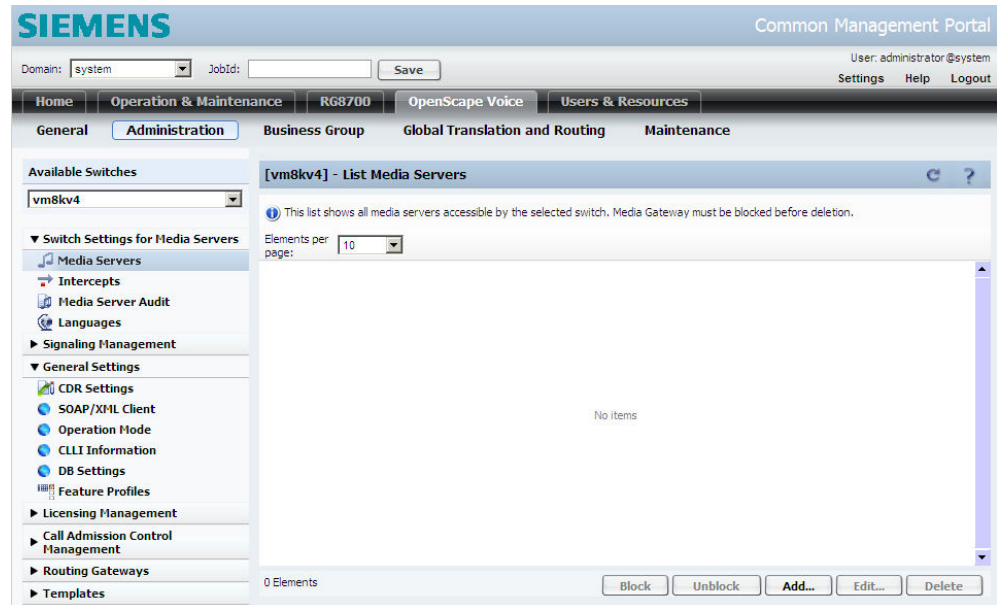 SIEMENS
Common Management Portal
Domain: system JobId: Save
User: administrator@system
Settings Help Logout
Home Operation & Maintenance RG8700 OpenScape Voice Users & Resources
General Administration Business Group Global Translation and Routing Maintenance
Available Switches
vm8kv4
Switch Settings for Media Servers
Media Servers
Intercepts
Media Server Audit
Languages
Signaling Management
General Settings
CDR Settings
SOAP/XML Client
Operation Mode
CLLI Information
DB Settings
Feature Profiles
Licensing Management
Call Admission Control
Management
Routing Gateways
Templates
[vm8kv4] - List Media Servers ?
This list shows all media servers accessible by the selected switch. Media Gateway must be blocked before deletion.
Elements per
page: 10
No items
0 Elements Block Unblock Add... Edit... Delete